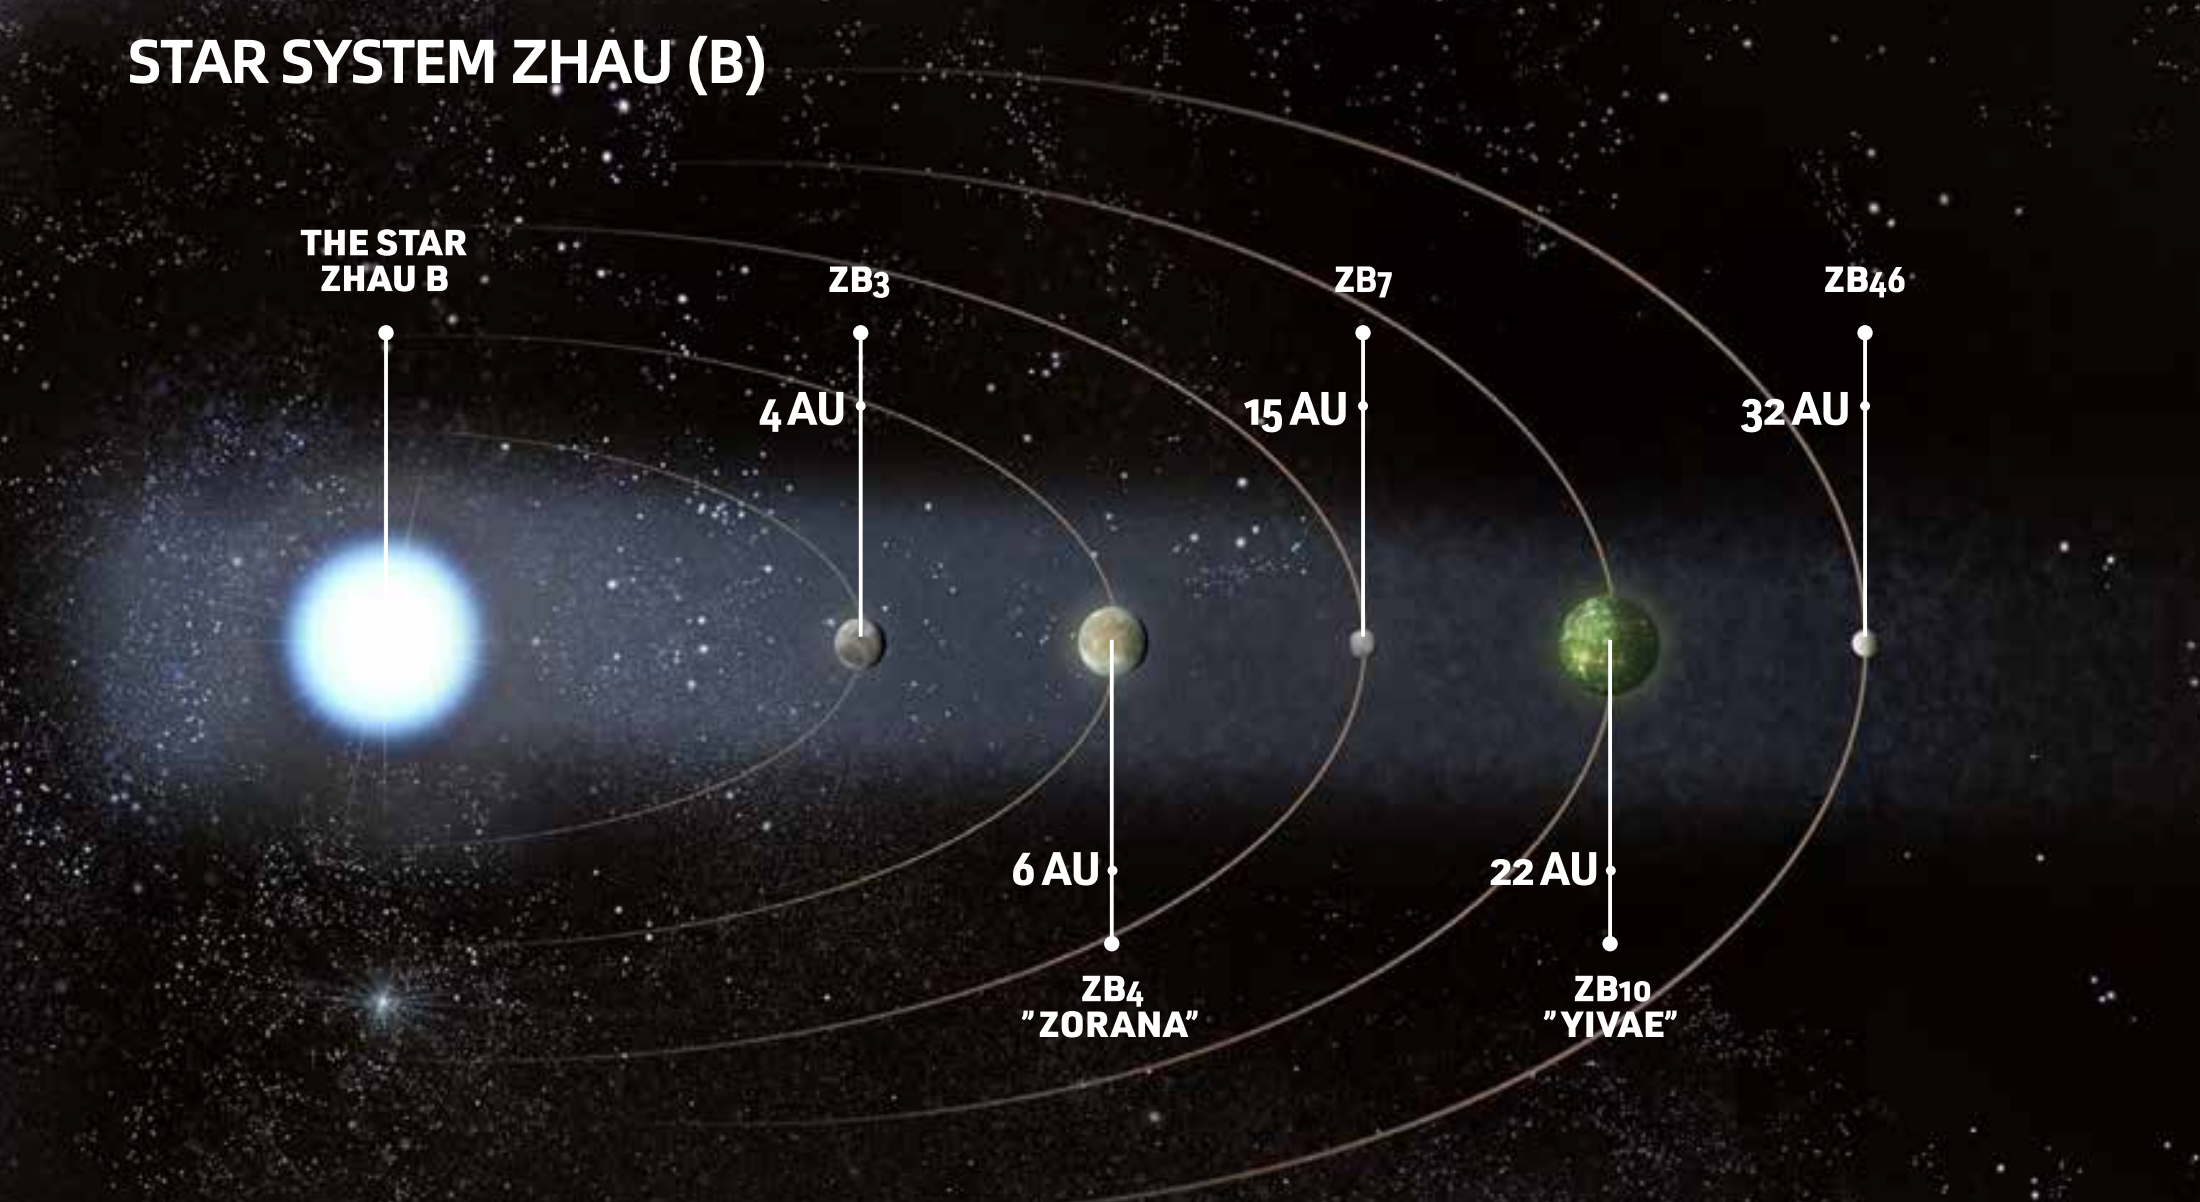 STAR SYSTEM ZHAU (B)
THE STAR
ZHAU B
ZB3
ZB7
ZB46
4 AU
15 AU
32 AU
6 AU
22 AU
ZB4
”ZORANA”
ZB10
”YIVAE”